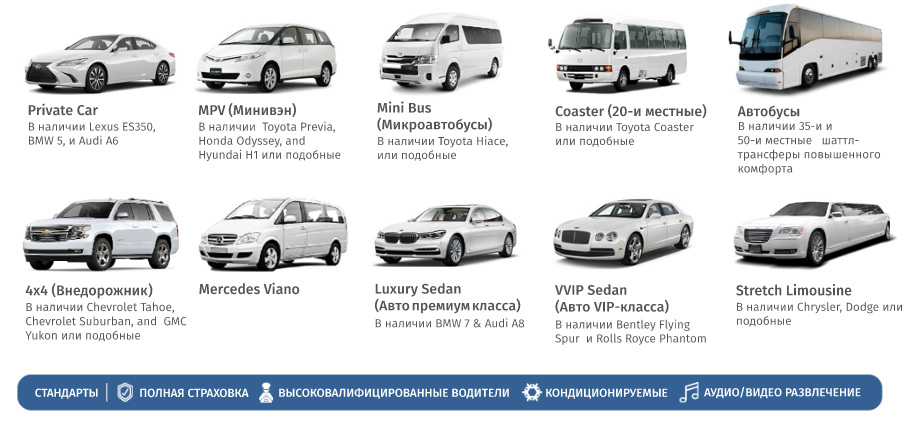 Private Car
В наличии Lexus ES350,
BMW 5, и Audi A6
MPV (Минивэн)
В наличии Toyota Previa,
Honda Odyssey, and
Hyundai H1 или подобные
Mini Bus
(Микроавтобусы)
В наличии Toyota Hiace,
или подобные
Coaster (20-и местные)
В наличии Toyota Coaster
или подобные
Автобусы
В наличии 35-и и
50-и местные шаттл-
трансферы повышенного
комфорта
4x4 (Внедорожник)
В наличии Chevrolet Tahoe,
Chevrolet Suburban, and GMC
Yukon или подобные
Mercedes Viano
Luxury Sedan
(Авто премиум класса)
В наличии BMW 7 & Audi A8
VVIP Sedan
(Авто VIP-класса)
В наличии Bentley Flying
Spur и Rolls Royce Phantom
Stretch Limousine
В наличии Chrysler, Dodge или
подобные
СТАНДАРТЫ | ПОЛНАЯ СТРАХОВКА ВЫСОКОВАЛИФИЦИРОВАННЫЕ ВОДИТЕЛИ КОНДИЦИОНИРУЕМЫЕ АУДИО/ВИДЕО РАЗВЛЕЧЕНИЕ